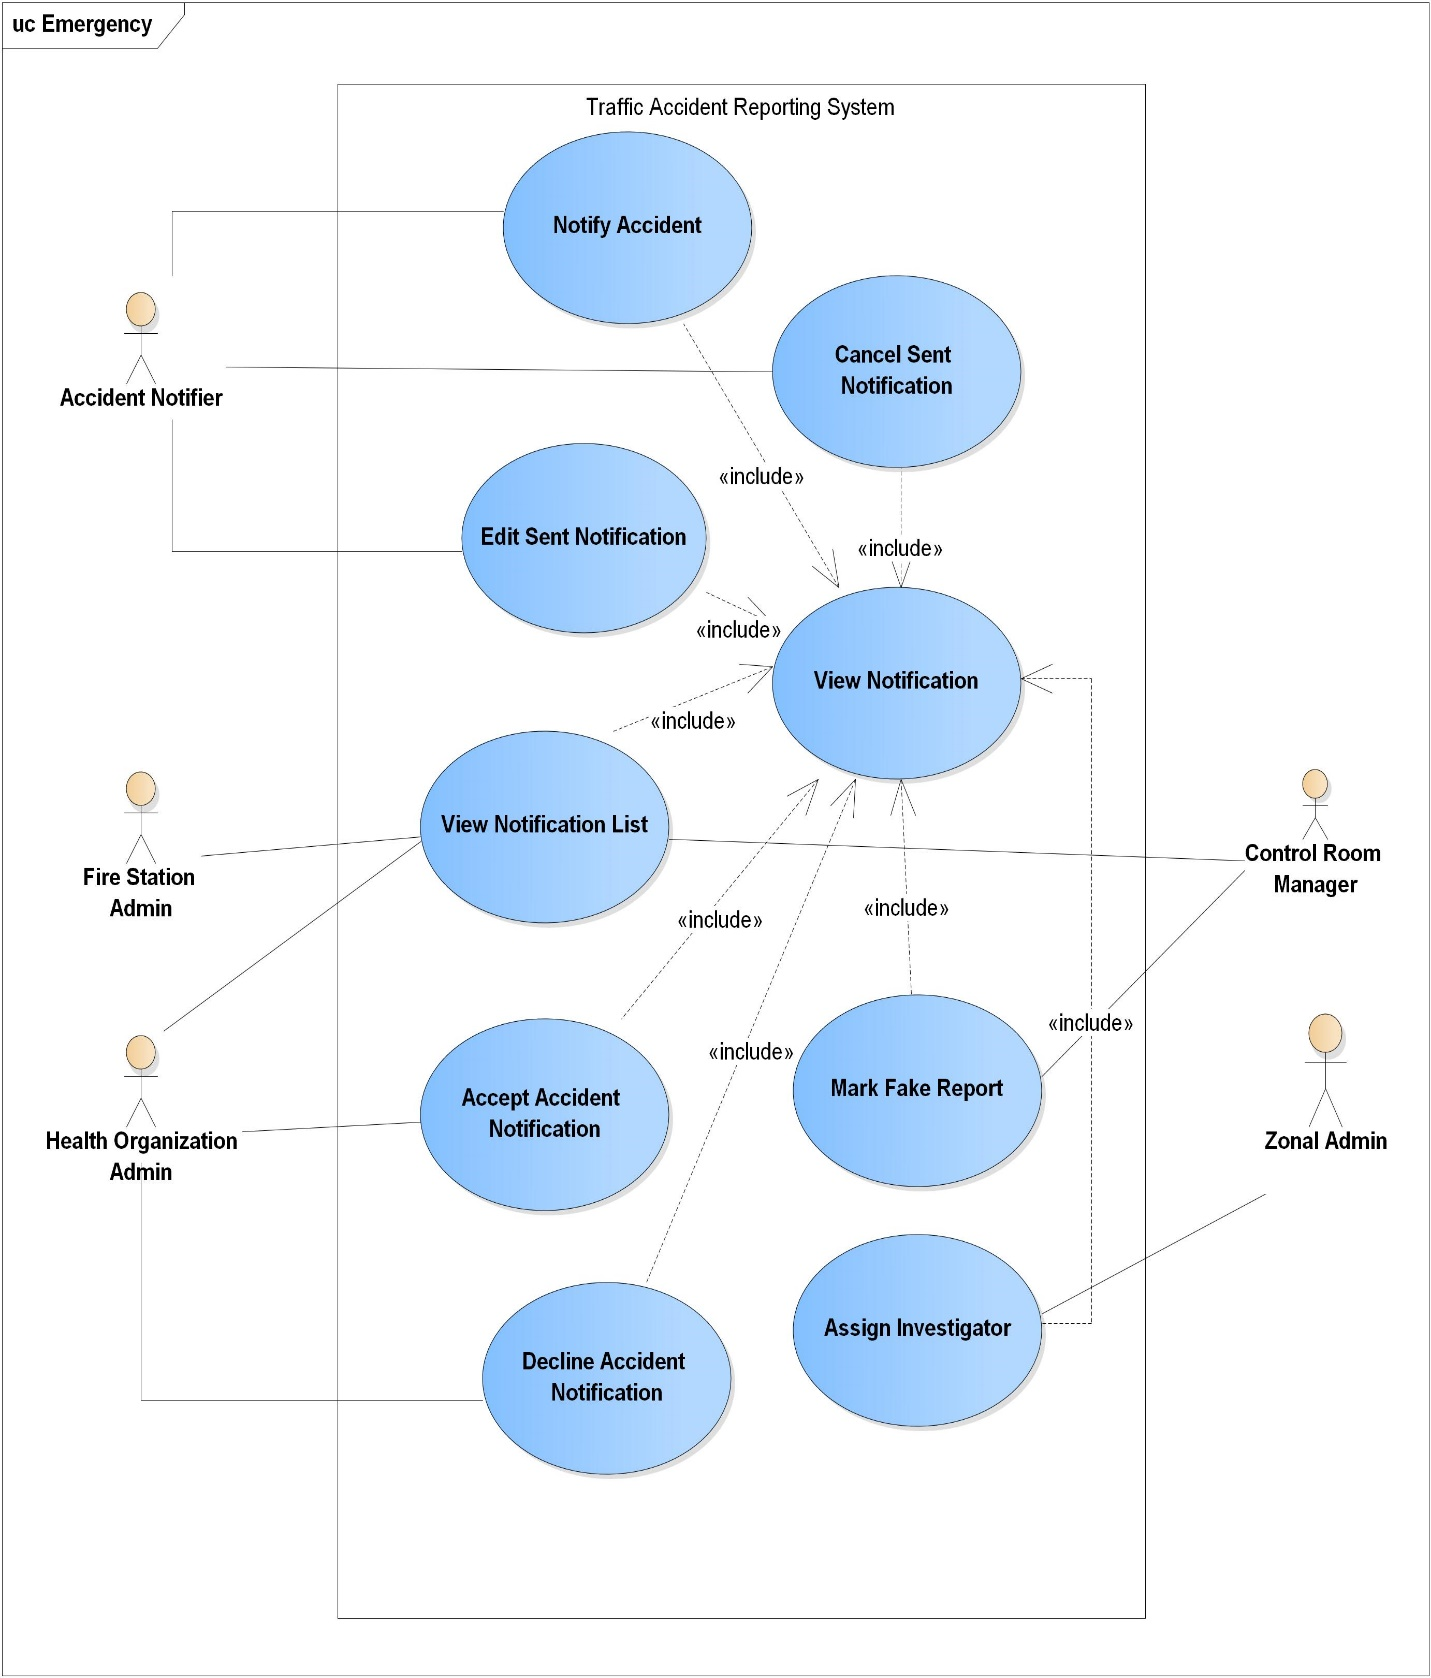 uc Emergency
Traffic Accident Reporting System
Notify Accident
Cancel Sent
Notification
Accident Notifier
«include»
Edit Sent Notification
«include»
«include»
View Notification
«include»
View Notification List
Fire Station
Admin
Control Room
Manager
«include»
«include»
«include»
«include»
Mark Fake Report
Accept Accident
Notification
Health Organization
Admin
Zonal Admin
Assign Investigator
Decline Accident
Notification